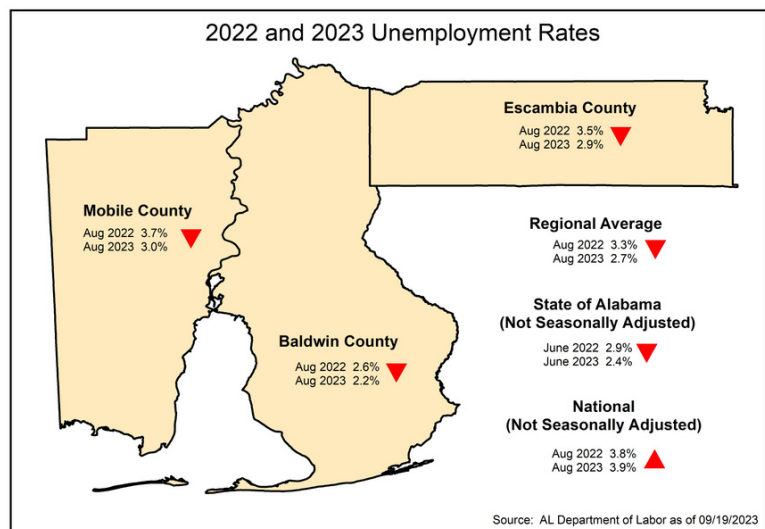 2022 and 2023 Unemployment Rates
Escambia County
Aug 2022 3.5%
Aug 2023 2.9%
Mobile County
Aug 2022 3.7%
Aug 2023 3.0%
Regional Average
Aug 2022 3.3%
Aug 2023 2.7%
State of Alabama
(Not Seasonally Adjusted)
June 2022 2.9%
June 2023 2.4%
Baldwin County
Aug 2022 2.6%
Aug 2023 2.2%
National
(Not Seasonally Adjusted)
Aug 2022 3.8%
Aug 2023 3.9%
Source: AL Department of Labor as of 09/19/2023